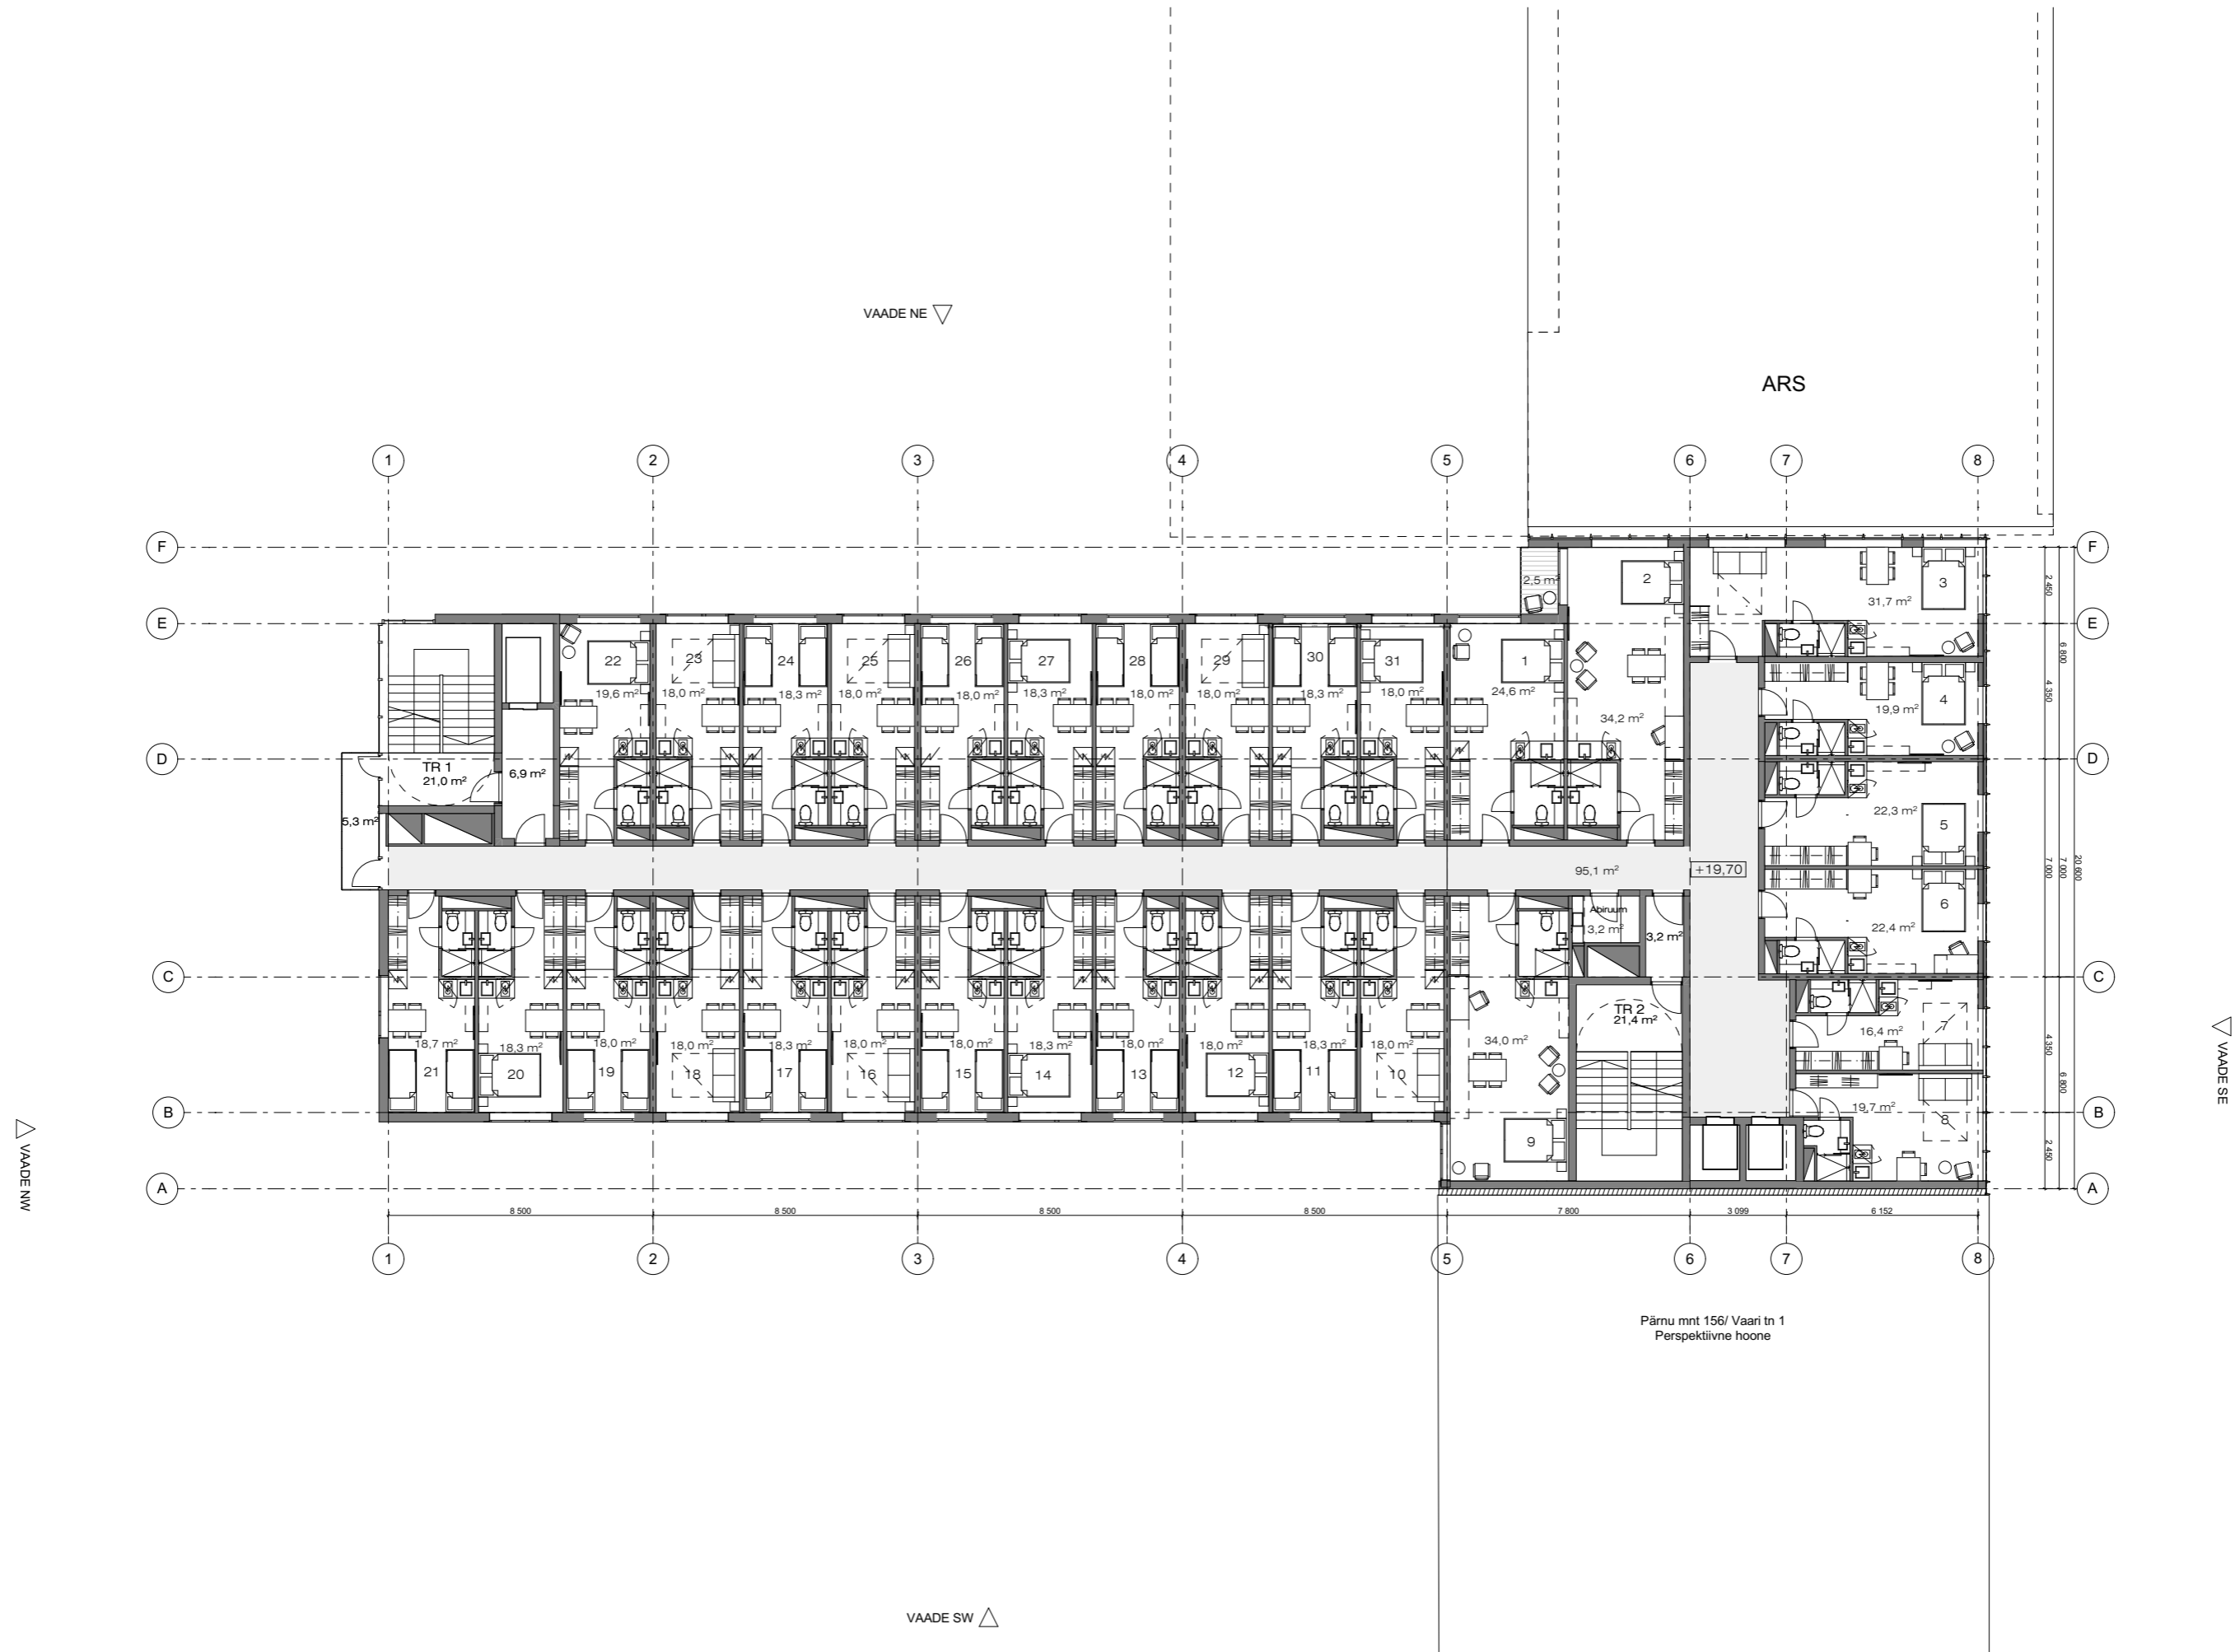 VAADE NE
ARS
1 2 3 4 5 6 7 8
F F
2,5 m²
2
3
31,7 m²
2 450
E E
22 23 24 25 26 27 28 29 30 31 1
6 800
19,6 m² 18,0 m² 18,3 m² 18,0 m² 18,0 m² 18,3 m² 18,0 m² 18,0 m² 18,3 m² 18,0 m² 24,6 m²
4
4 350
19,9 m²
34,2 m²
D D
TR 1
21,0 m²
6,9 m²
5,3 m²
22,3 m²
5
95,1 m²
+19,70
7 000
7 000
20 600
6
Abiruum
3,2 m²
3,2 m²
22,4 m²
C C
TR 2
21,4 m²
16,4 m²
7
18,7 m² 18,3 m² 18,0 m² 18,0 m² 18,3 m² 18,0 m² 18,0 m² 18,3 m² 18,0 m² 18,0 m² 18,3 m² 18,0 m² 34,0 m²
4 350
21 20 19 18 17 16 15 14 13 12 11 10
6 800
VAADE SE
19,7 m²
8
B B
9
2 450
VAADE NW
A A
8 500 8 500 8 500 8 500 7 800 3 099 6 152
1 2 3 4 5 6 7 8
Pärnu mnt 156/ Vaari tn 1
Perspektiivne hoone
VAADE SW